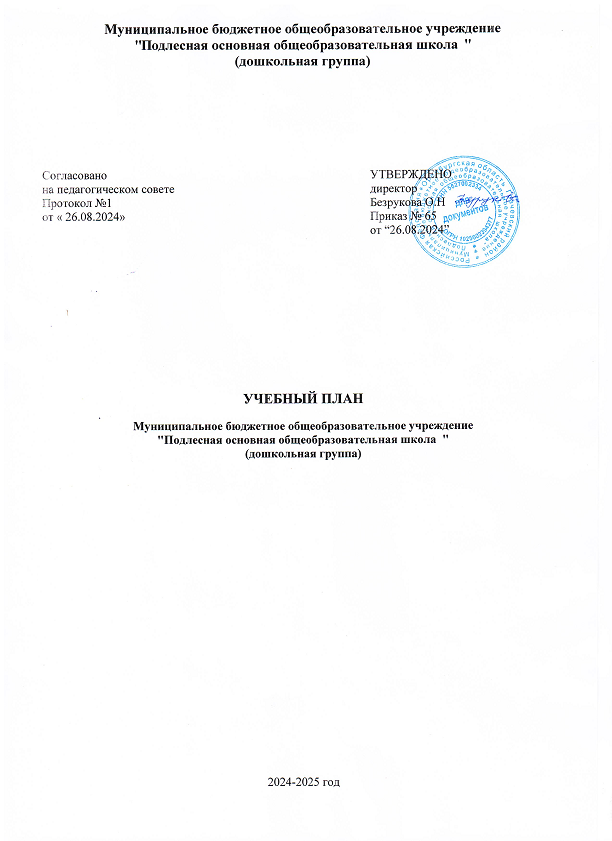 Муниципальное бюджетное общеобразовательное учреждение
"Подлесная основная общеобразовательная школа "
(дошкольная группа)
Согласовано
на педагогическом совете
Протокол №1
от « 26.08.2024»
УТВЕРЖДЕНО
директор
Безрукова О.Н
Приказ № 65
от “26.08.2024”
для
документов
УЧЕБНЫЙ ПЛАН
Муниципальное бюджетное общеобразовательное учреждение
"Подлесная основная общеобразовательная школа "
(дошкольная группа)
2024-2025 год